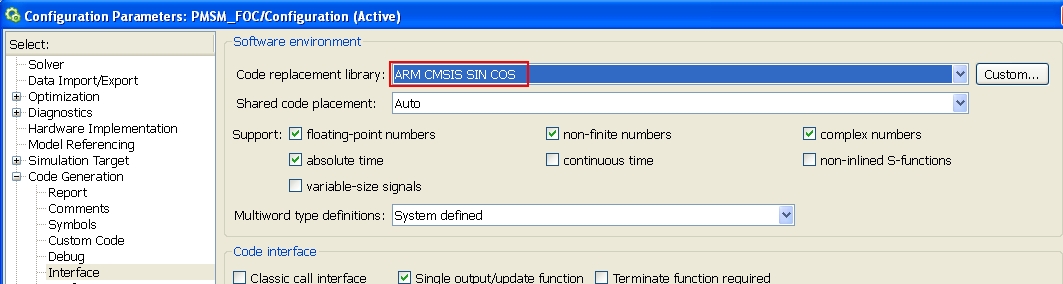 Configuration Parameters: PMSM_FOC/Configuration (Active)
Select:
Solver
Data Import/Export
Optimization
Diagnostics
Hardware Implementation
Model Referencing
Simulation Target
Code Generation
Report
Comments
Symbols
Custom Code
Debug
Interface
Software environment
Code replacement library: ARM CMSIS SIN COS Custom...
Shared code placement: Auto
Support: floating-point numbers non-finite numbers complex numbers
absolute time continuous time non-inlined S-functions
variable-size signals
Multiword type definitions: System defined
Code interface
Classic call interface Single output/update function Terminate function required